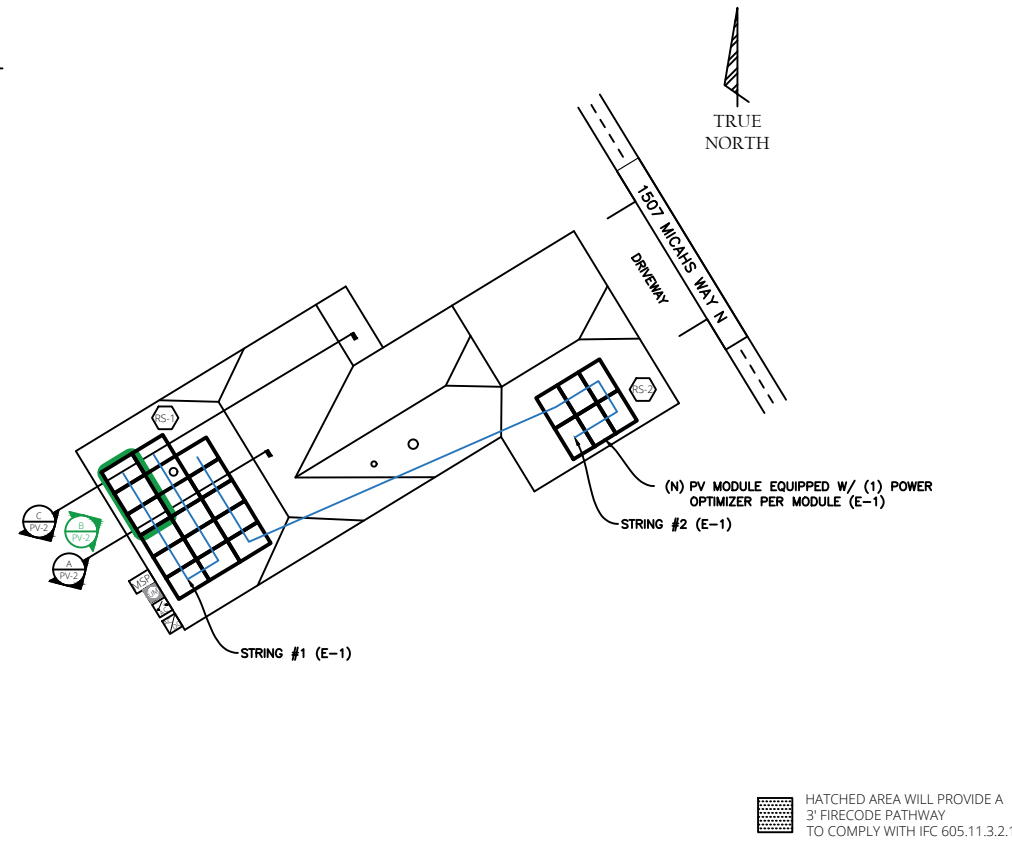 TRUE
NORTH
1507 MICAHS WAY N
DRIVEWAY
RS-1
RS-2
(N) PV MODULE EQUIPPED W/ (1) POWER
OPTIMIZER PER MODULE (E-1)
STRING #2 (E-1)
C
PV-2
B
PV-2
A
PV-2
MSP
STRING #1 (E-1)
HATCHED AREA WILL PROVIDE A
3' FIRECODE PATHWAY
TO COMPLY WITH IFC 605.11.3.2.1